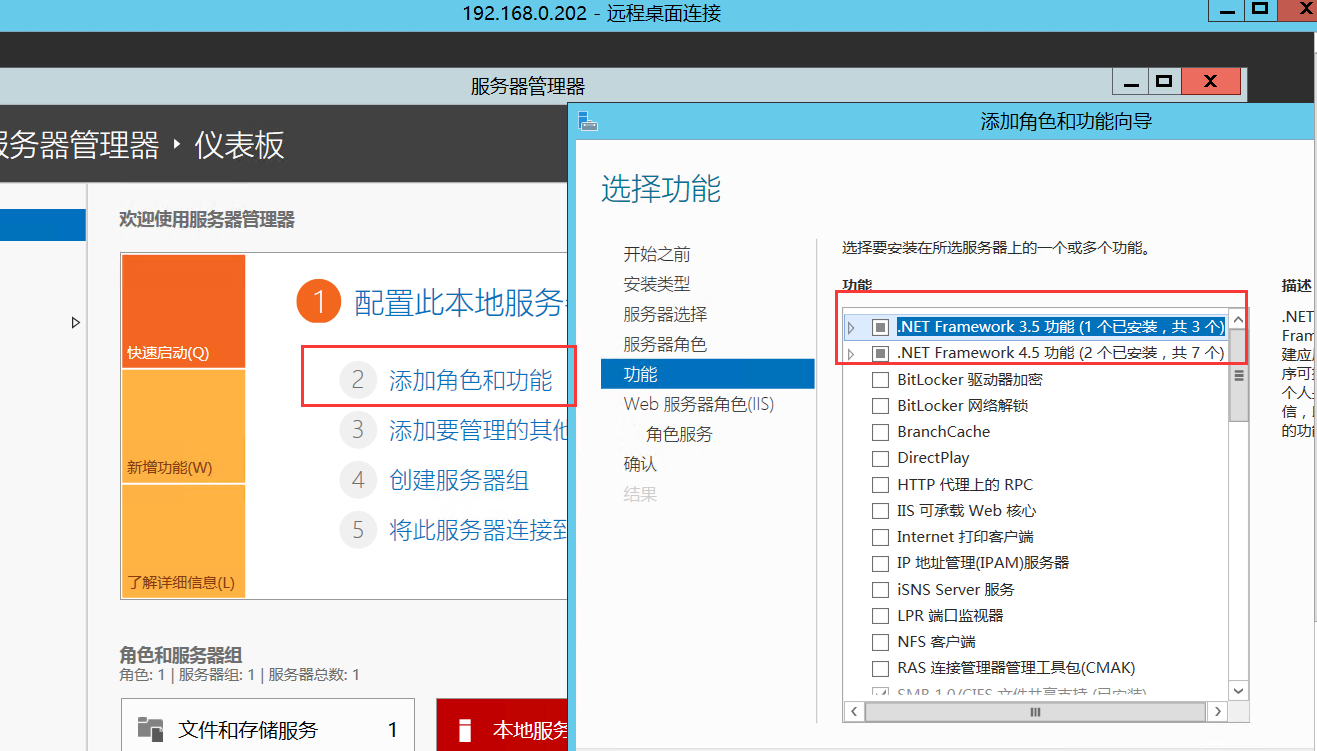 192.168.0.202 - 远程桌面连接
服务器管理器
服务器管理器 ‣ 仪表板
添加角色和功能向导
欢迎使用服务器管理器
快速启动(Q)
新增功能(W)
了解详细信息(L)
1 配置此本地服务
2 添加角色和功能
3 添加要管理的其他
4 创建服务器组
5 将此服务器连接到
角色和服务器组
角色: 1 | 服务器组: 1 | 服务器总数: 1
文件和存储服务 1
本地服务
选择功能
开始之前
安装类型
服务器选择
服务器角色
功能
Web 服务器角色(IIS)
角色服务
确认
结果
选择要安装在所选服务器上的一个或多个功能。
功能
.NET Framework 3.5 功能 (1 个已安装，共 3 个)
.NET Framework 4.5 功能 (2 个已安装，共 7 个)
BitLocker 驱动器加密
BitLocker 网络解锁
BranchCache
DirectPlay
HTTP 代理上的 RPC
IIS 可承载 Web 核心
Internet 打印客户端
IP 地址管理(IPAM)服务器
iSNS Server 服务
LPR 端口监视器
NFS 客户端
RAS 连接管理器管理工具包(CMAK)
SMB 1.0/CIFS 文件共享支持 (已安装)
描述
.NET
Fram
建应
序可
个人
信，
的功